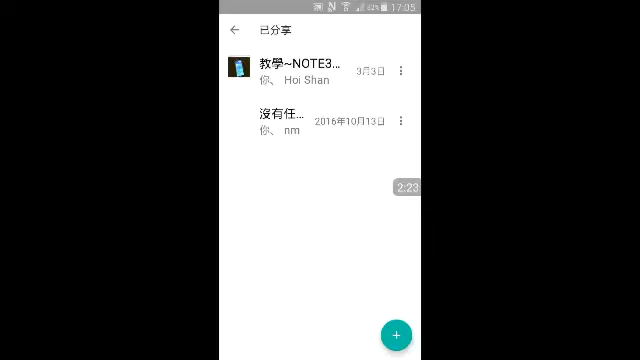 82% 17:05
已分享
教學~NOTE3...
3月3日
你、 Hoi Shan
沒有任...
2016年10月13日
你、 nm
2:23
+